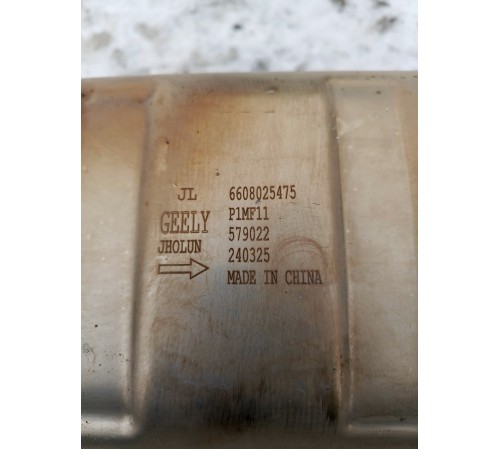 JL 6608025475
GEELY P1MF11
JHOLUN 579022
240325
MADE IN CHINA